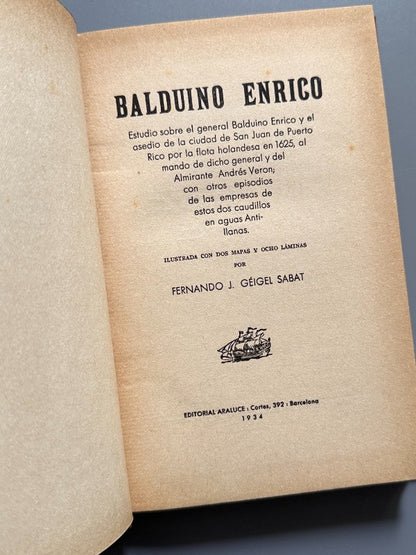 BALDUINO ENRICO
Estudio sobre el general Balduino Enrico y el
asedio de la ciudad de San Juan de Puerto
Rico por la flota holandesa en 1625, al
mando de dicho general y del
Almirante Andrés Veron;
con otros episodios
de las empresas de
estos dos caudillos
en aguas Anti-
llanas.
ILUSTRADA CON DOS MAPAS Y OCHO LÁMINAS
POR
FERNANDO J. GÉIGEL SABAT
EDITORIAL ARALUCE : Cortes, 392 : Barcelona
1934